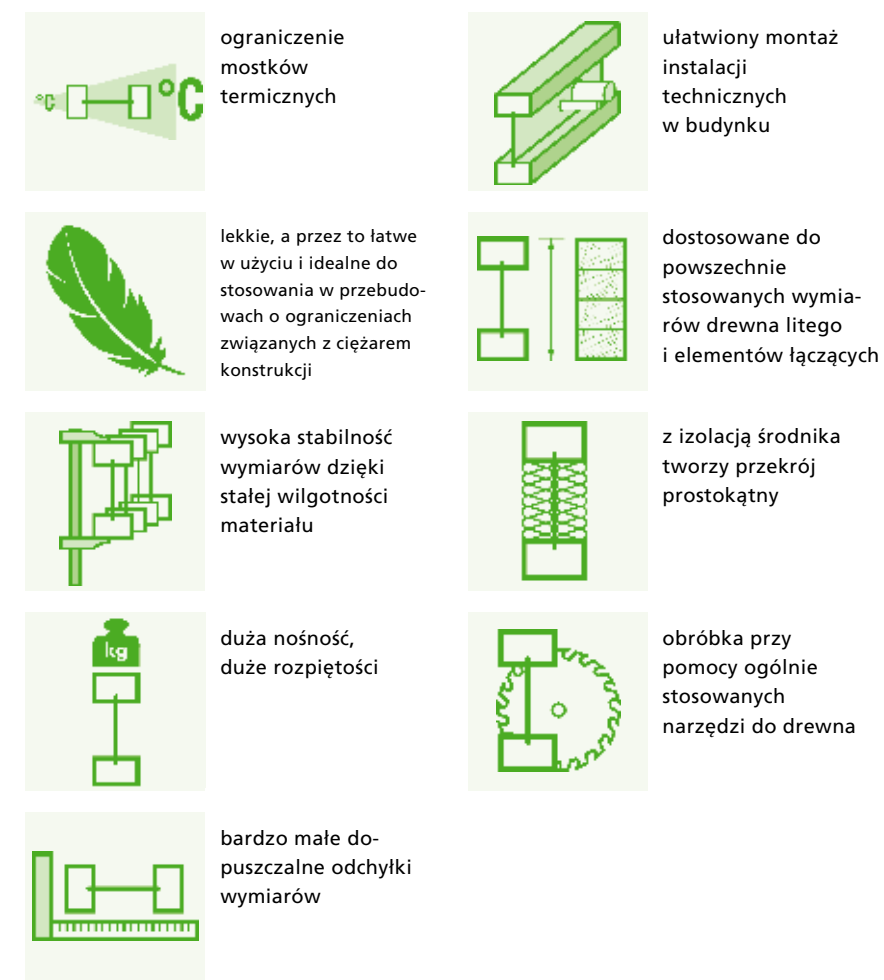 ograniczenie
mostków
termicznych
°C
°C
ułatwiony montaż
instalacji
technicznych
w budynku
lekkie, a przez to łatwe
w użyciu i idealne do
stosowania w przebudo-
wach o ograniczeniach
związanych z ciężarem
konstrukcji
dostosowane do
powszechnie
stosowanych wymia-
rów drewna litego
i elementów łączących
wysoka stabilność
wymiarów dzięki
stałej wilgotności
materiału
z izolacją środnika
tworzy przekrój
prostokątny
kg
duża nośność,
duże rozpiętości
obróbka przy
pomocy ogólnie
stosowanych
narzędzi do drewna
bardzo małe do-
puszczalne odchyłki
wymiarów